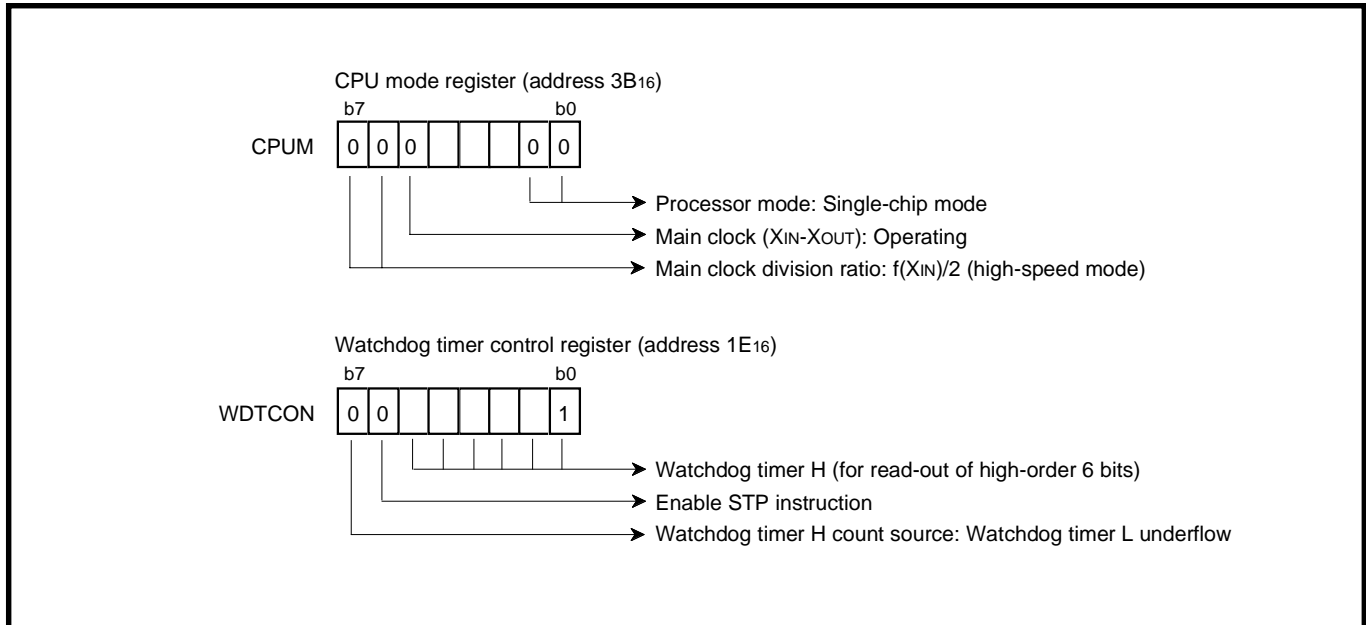 CPU mode register (address 3B16)
b7 b0
CPUM 0 0 0 0 0
Processor mode: Single-chip mode
Main clock (XIN-XOUT): Operating
Main clock division ratio: f(XIN)/2 (high-speed mode)
Watchdog timer control register (address 1E16)
b7 b0
WDTCON 0 0 1
Watchdog timer H (for read-out of high-order 6 bits)
Enable STP instruction
Watchdog timer H count source: Watchdog timer L underflow